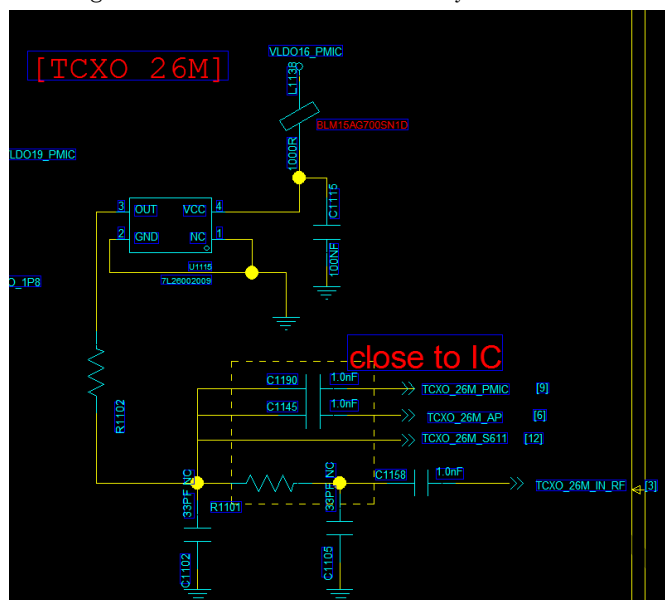 VLDO16_PMIC
[TCXO 26M]
L1138
BLM15AG700SN1D
1000R
LDO19_PMIC
C1115
3 OUT VCC 4
2 GND NC 1
100NF
U1115
7L26002009
O_1P8
close to IC
C1190 1.0nF TCXO_26M_PMIC [9]
C1145 1.0nF TCXO_26M_AP [6]
R1102
TCXO_26M_S611 [12]
C1158 1.0nF TCXO_26M_IN_RF [3]
33PF_NC
R1101
33PF_NC
C1102
C1105